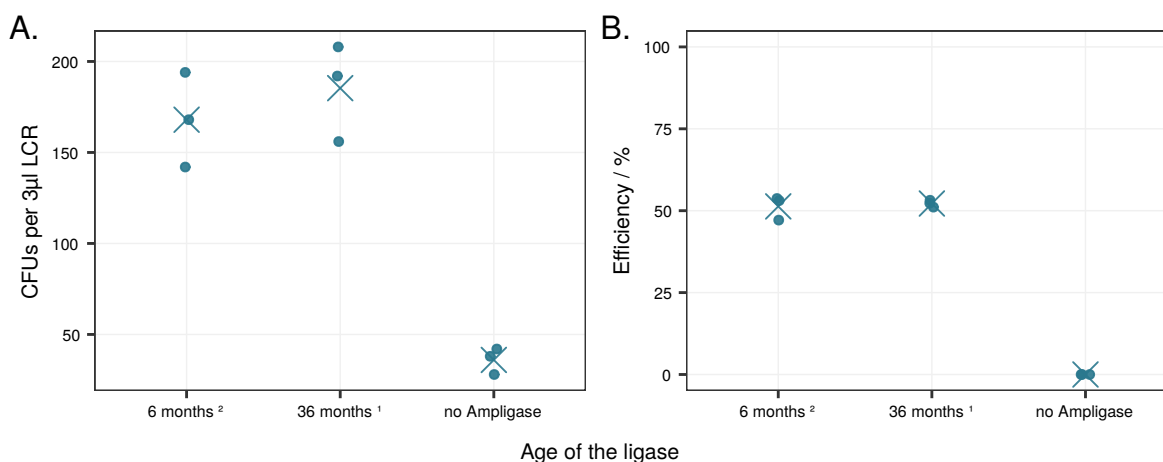 A.
CFUs per 3µl LCR
200
150
100
50
6 months ²
36 months ¹
no Ampligase
B.
Efficiency / %
100
75
50
25
0
6 months ²
36 months ¹
no Ampligase
Age of the ligase